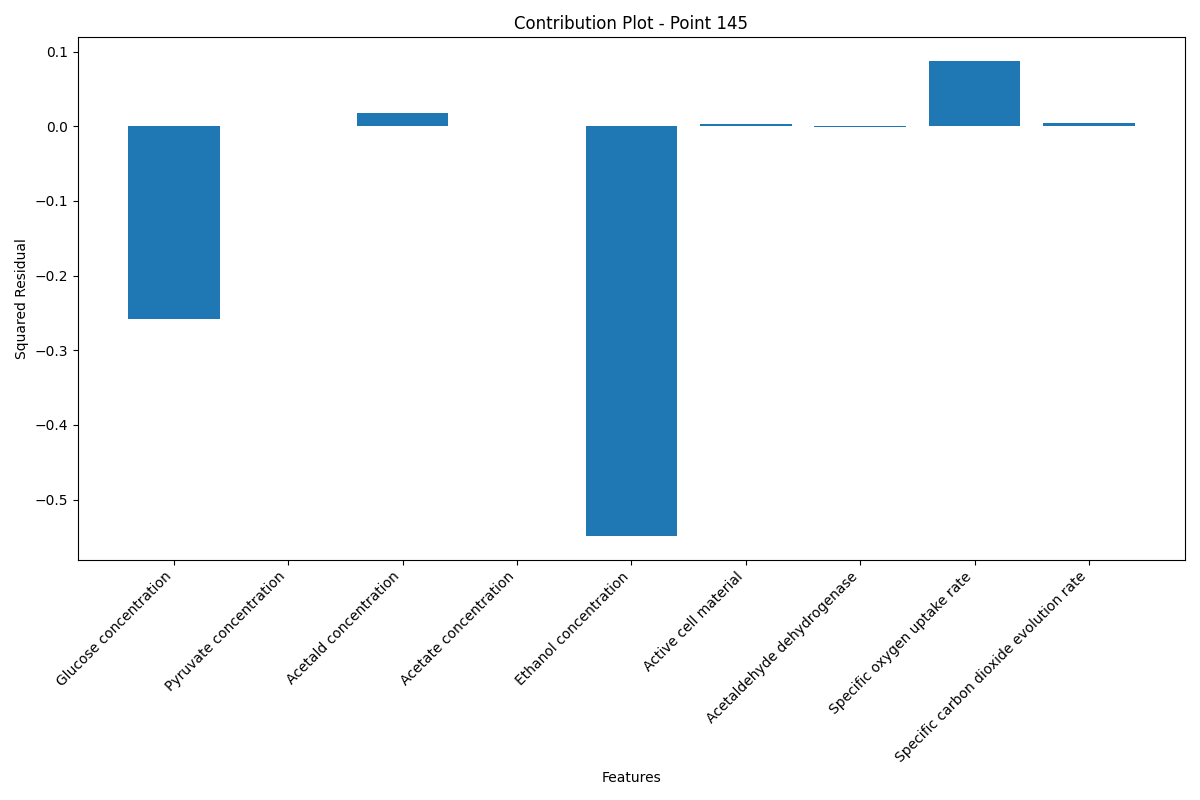 Contribution Plot - Point 145
Squared Residual
0.1
0.0
−0.1
−0.2
−0.3
−0.4
−0.5
Glucose concentration
Pyruvate concentration
Acetald concentration
Acetate concentration
Ethanol concentration
Active cell material
Acetaldehyde dehydrogenase
Specific oxygen uptake rate
Specific carbon dioxide evolution rate
Features